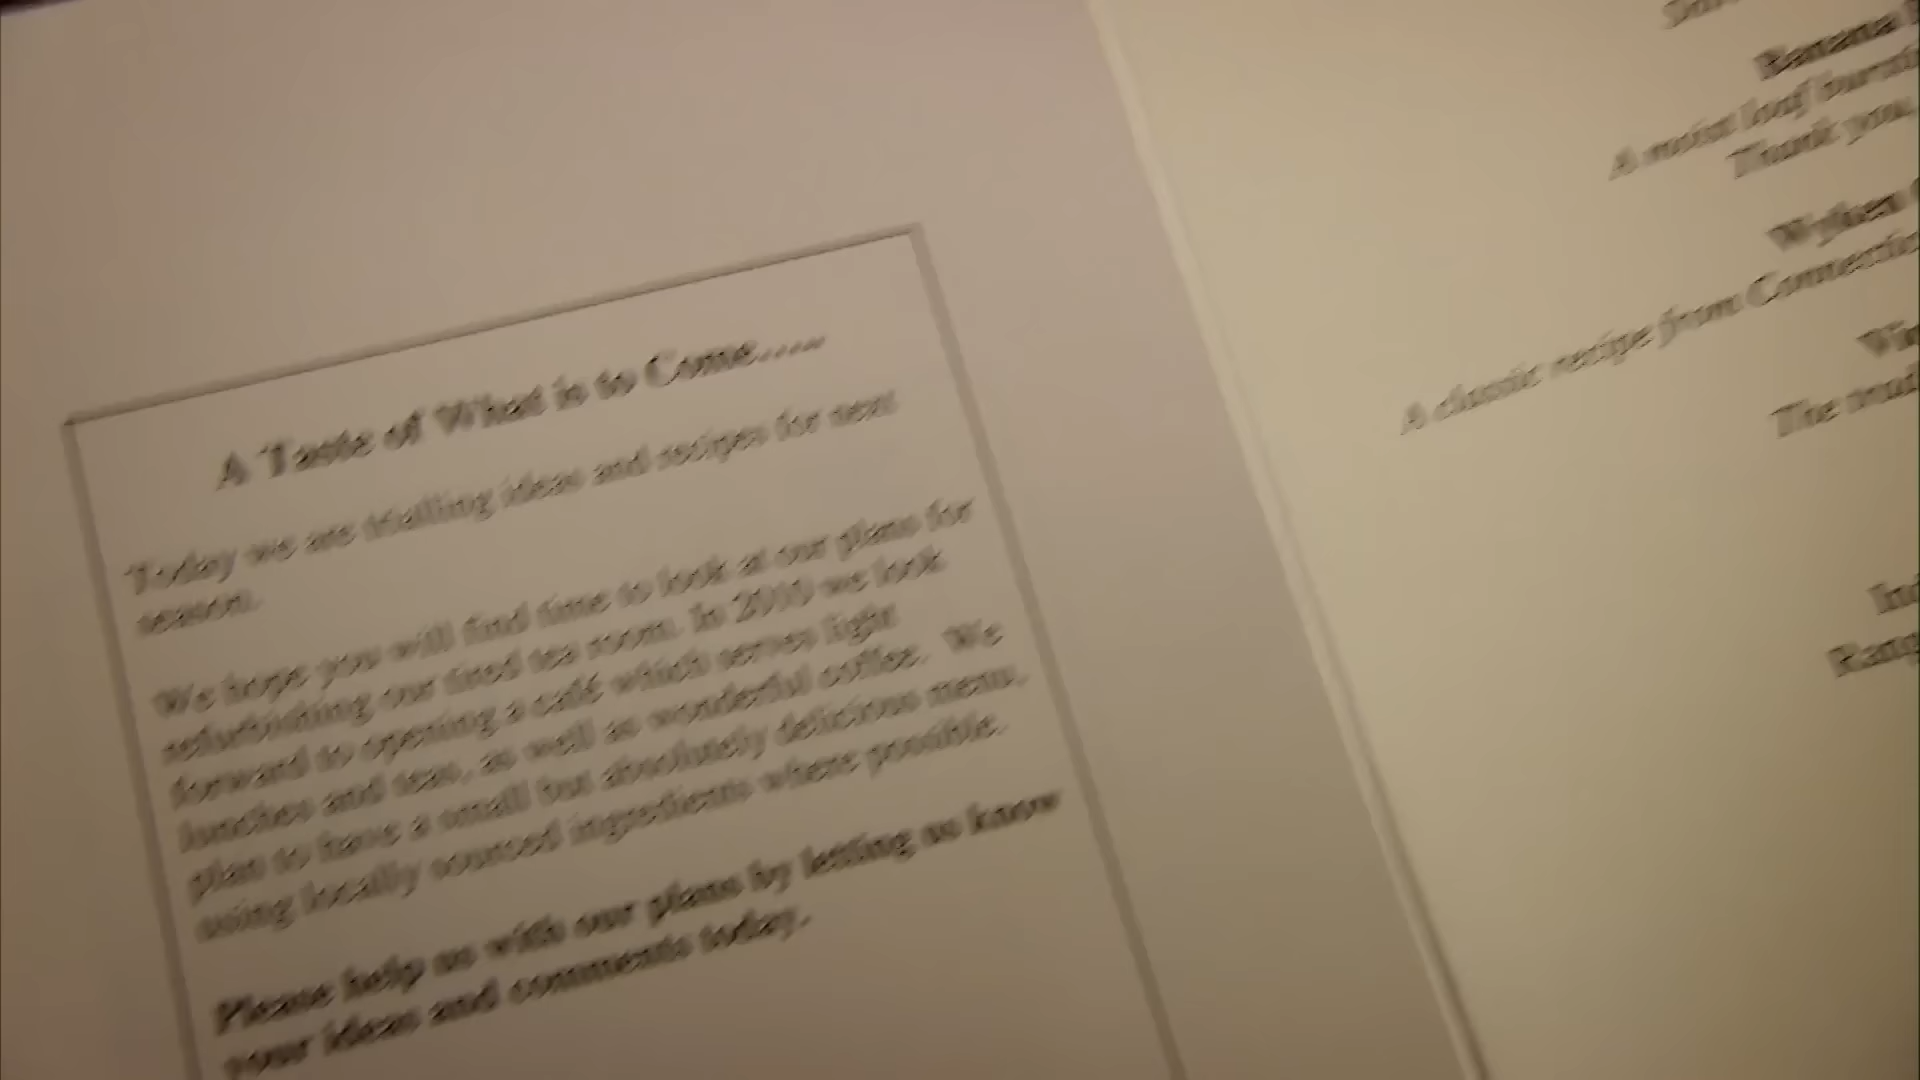 A Taste of What is to Come.....
Today we are trialling ideas and recipes for next
season.
We hope you will find time to look at our plans for
refurbishing our tired tea room. In 2010 we look
forward to opening a café which serves light
lunches and teas, as well as wonderful coffee. We
plan to have a small but absolutely delicious menu,
using locally sourced ingredients where possible.
Please help us with our plans by letting us know
your ideas and comments today.
Banana
A moist loaf
Thank you,
Wyken
A classic recipe from
The